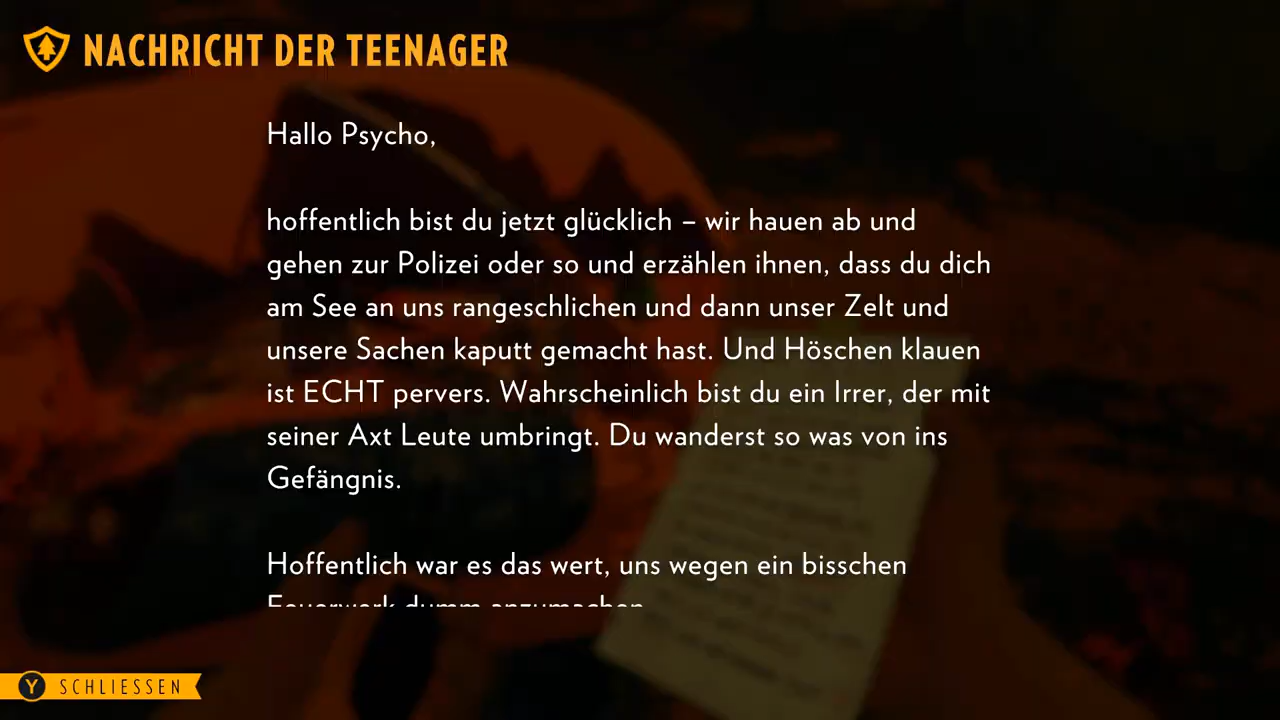 NACHRICHT DER TEENAGER
Hallo Psycho,
hoffentlich bist du jetzt glücklich – wir hauen ab und
gehen zur Polizei oder so und erzählen ihnen, dass du dich
am See an uns rangeschlichen und dann unser Zelt und
unsere Sachen kaputt gemacht hast. Und Höschen klauen
ist ECHT pervers. Wahrscheinlich bist du ein Irrer, der mit
seiner Axt Leute umbringt. Du wanderst so was von ins
Gefängnis.
Hoffentlich war es das wert, uns wegen ein bisschen
Feuerwerk dumm anzumachen
Y SCHLIESSEN